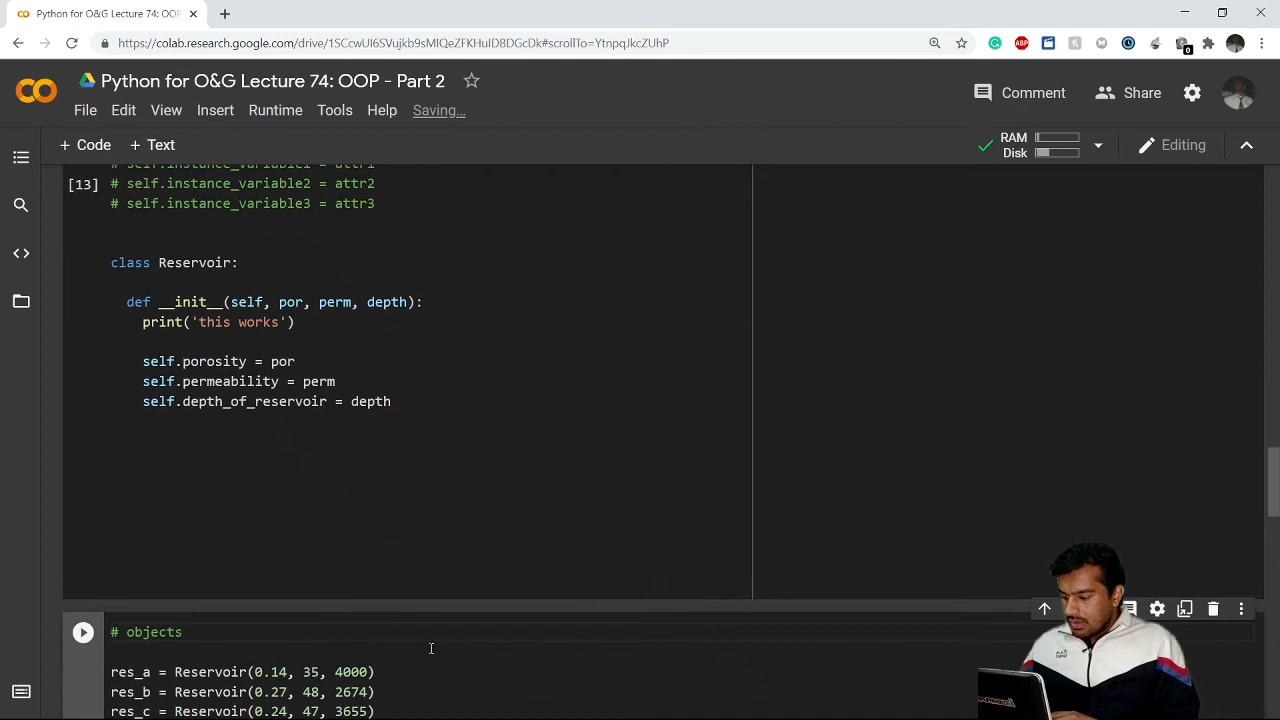 Python for O&G Lecture 74: OOP
https://colab.research.google.com/drive/1SCcwUf6SVujkb9sMIQeZFKHuIDBDGcDk#scrollTo=YtnpqJkcZUhP
ABP
0
Python for O&G Lecture 74: OOP - Part 2
Comment
Share
File Edit View Insert Runtime Tools Help Saving...
+ Code + Text
RAM
Disk
Editing
# self.instance_variable1 = attr1
[13] # self.instance_variable2 = attr2
# self.instance_variable3 = attr3
class Reservoir:
def __init__(self, por, perm, depth):
print('this works')
self.porosity = por
self.permeability = perm
self.depth_of_reservoir = depth
# objects
res_a = Reservoir(0.14, 35, 4000)
res_b = Reservoir(0.27, 48, 2674)
res_c = Reservoir(0.24, 47, 3655)